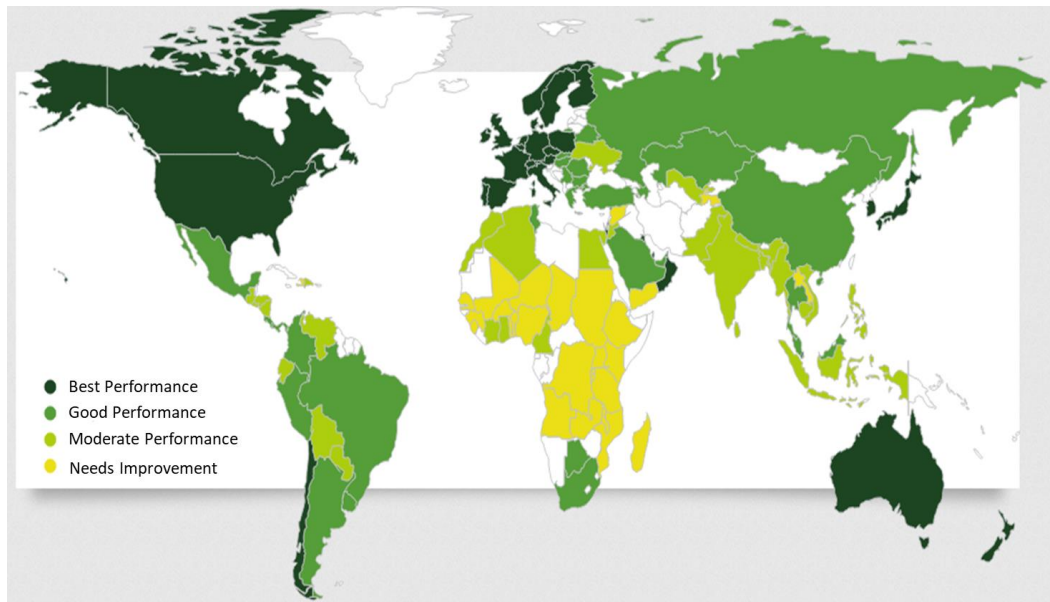 Best Performance
Good Performance
Moderate Performance
Needs Improvement